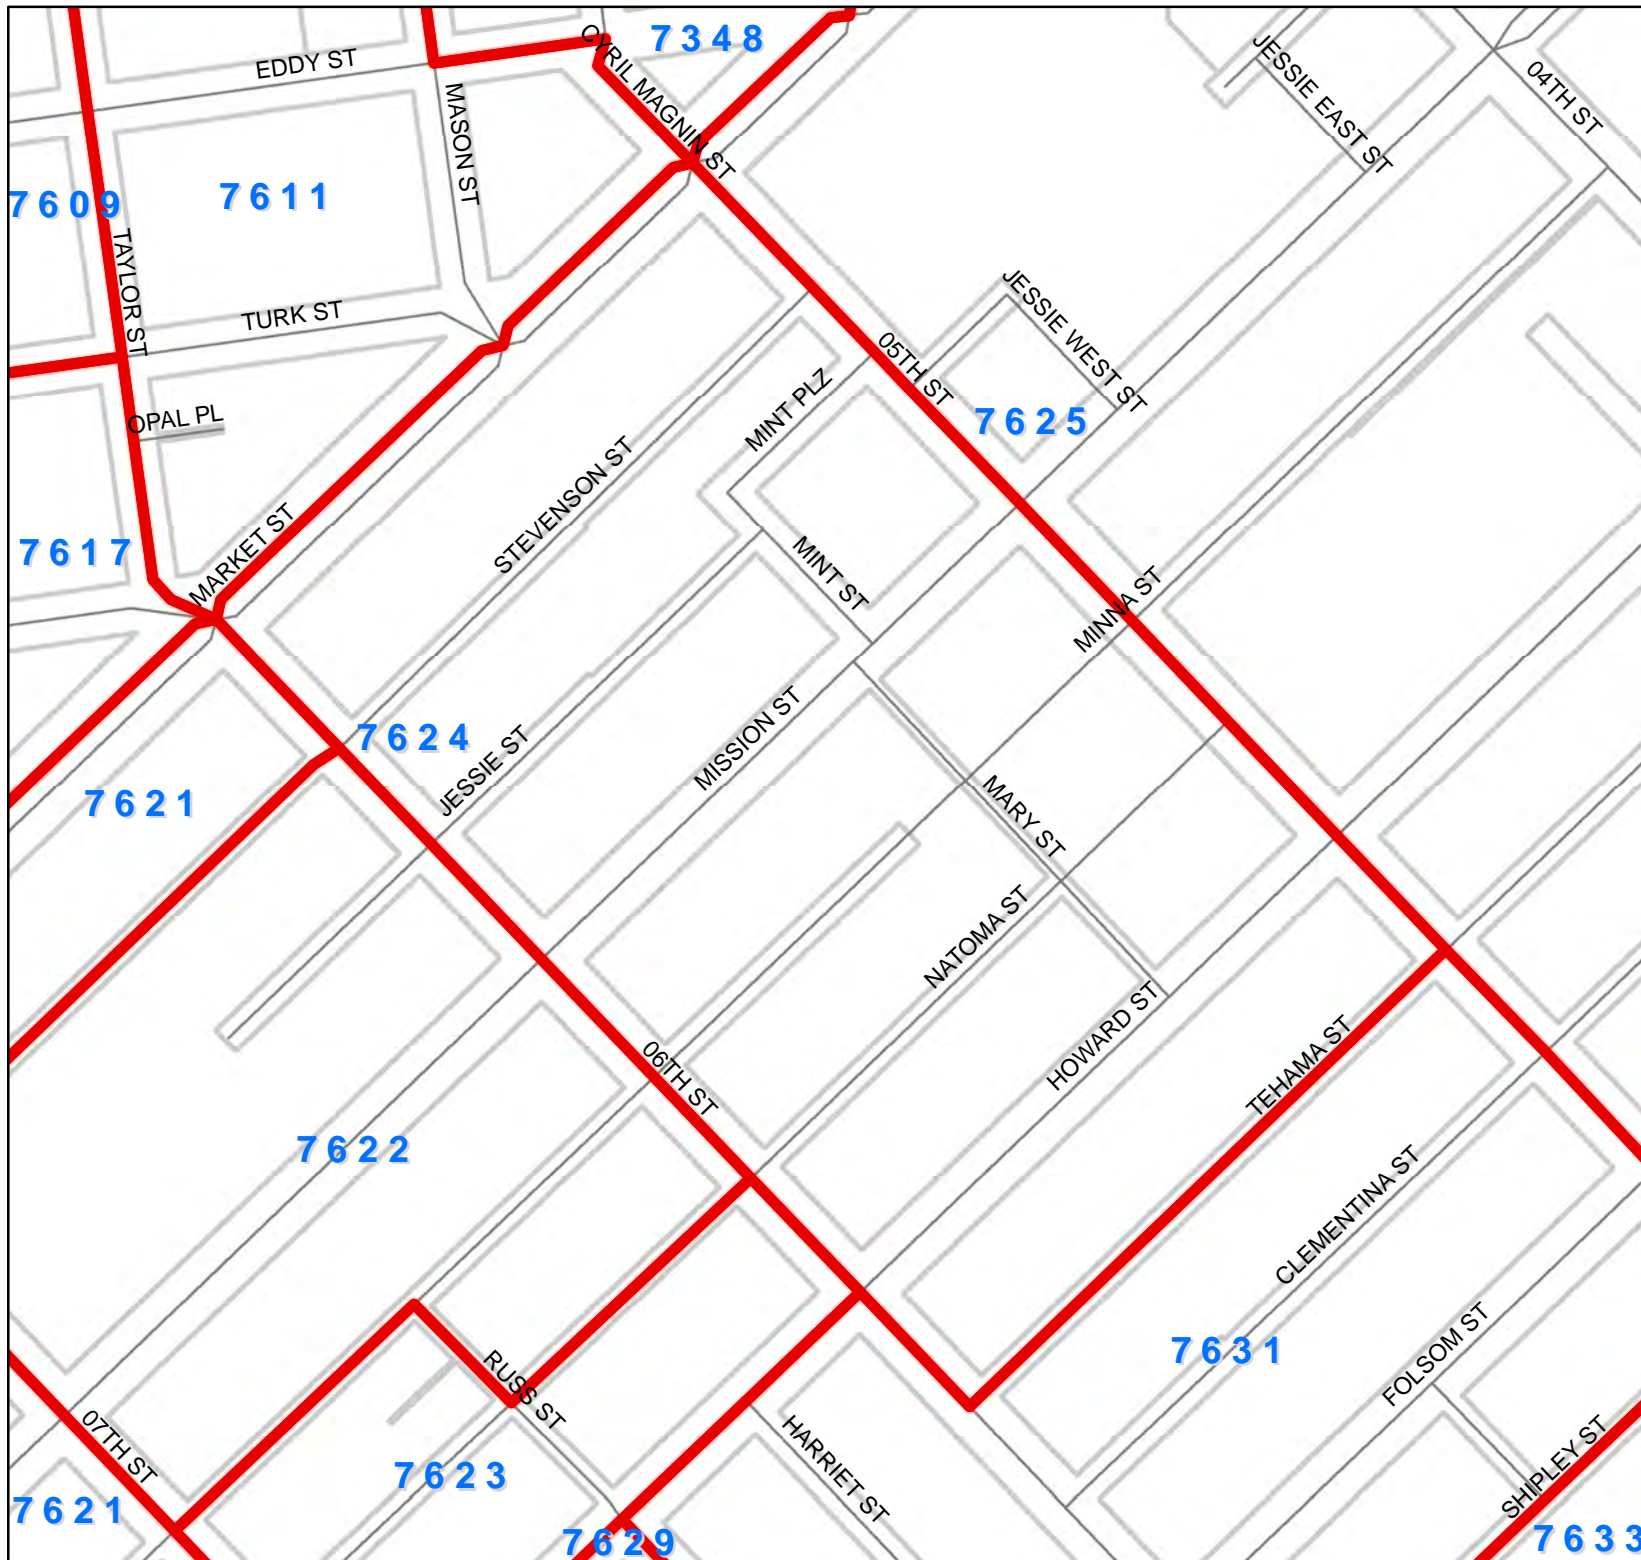 7348
CYRIL MAGNIN ST
EDDY ST
JESSIE EAST ST
04TH ST
MASON ST
7609
7611
TAYLOR ST
TURK ST
JESSIE WEST ST
05TH ST
MINT PLZ
OPAL PL
7625
STEVENSON ST
MARKET ST
7617
MINT ST
MINNA ST
7624
MISSION ST
JESSIE ST
7621
MARY ST
NATOMA ST
HOWARD ST
TEHAMA ST
06TH ST
7622
CLEMENTINA ST
7631
FOLSOM ST
RUSS ST
07TH ST
HARRIET ST
SHIPLEY ST
7623
7621
7629
7633